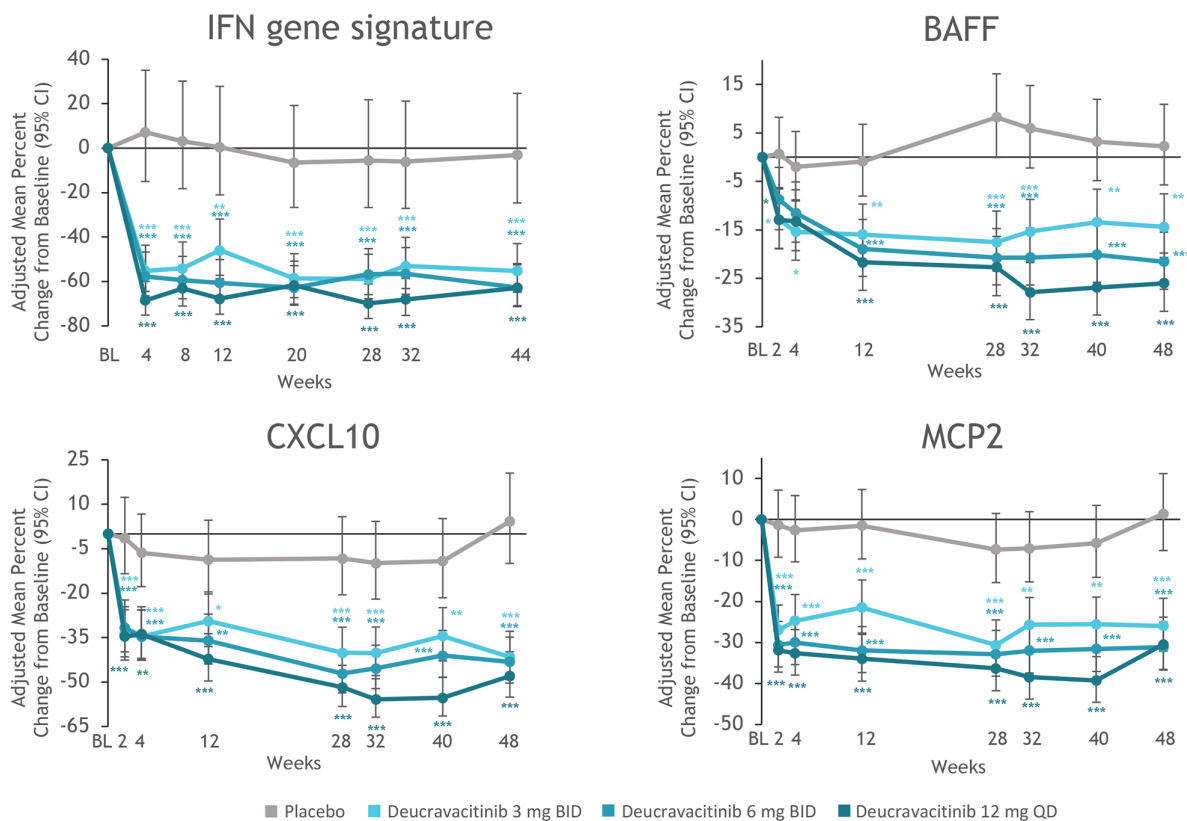 IFN gene signature
Adjusted Mean Percent
Change from Baseline (95% CI)
40
20
0
-20
-40
-60
-80
*** *** ** *** *** *** ***
*** *** *** *** *** *** ***
*** *** *** *** *** *** ***
BL 4 8 12 20 28 32 44
Weeks
BAFF
Adjusted Mean Percent
Change from Baseline (95% CI)
15
5
-5
-15
-25
-35
*** *** ** **
* ** *** ***
* *** *** ***
*
*** *** *** *** ***
BL 2 4 12 28 32 40 48
Weeks
CXCL10
Adjusted Mean Percent
Change from Baseline (95% CI)
25
10
-5
-20
-35
-50
-65
*** *** * *** *** ** ***
*** *** ** *** *** *** ***
*** ** *** *** *** *** ***
BL 2 4 12 28 32 40 48
Weeks
MCP2
Adjusted Mean Percent
Change from Baseline (95% CI)
10
0
-10
-20
-30
-40
-50
*** *** *** *** ** ** ***
*** *** *** *** *** *** ***
*** *** *** *** *** *** ***
BL 2 4 12 28 32 40 48
Weeks
Placebo Deucravacitinib 3 mg BID Deucravacitinib 6 mg BID Deucravacitinib 12 mg QD